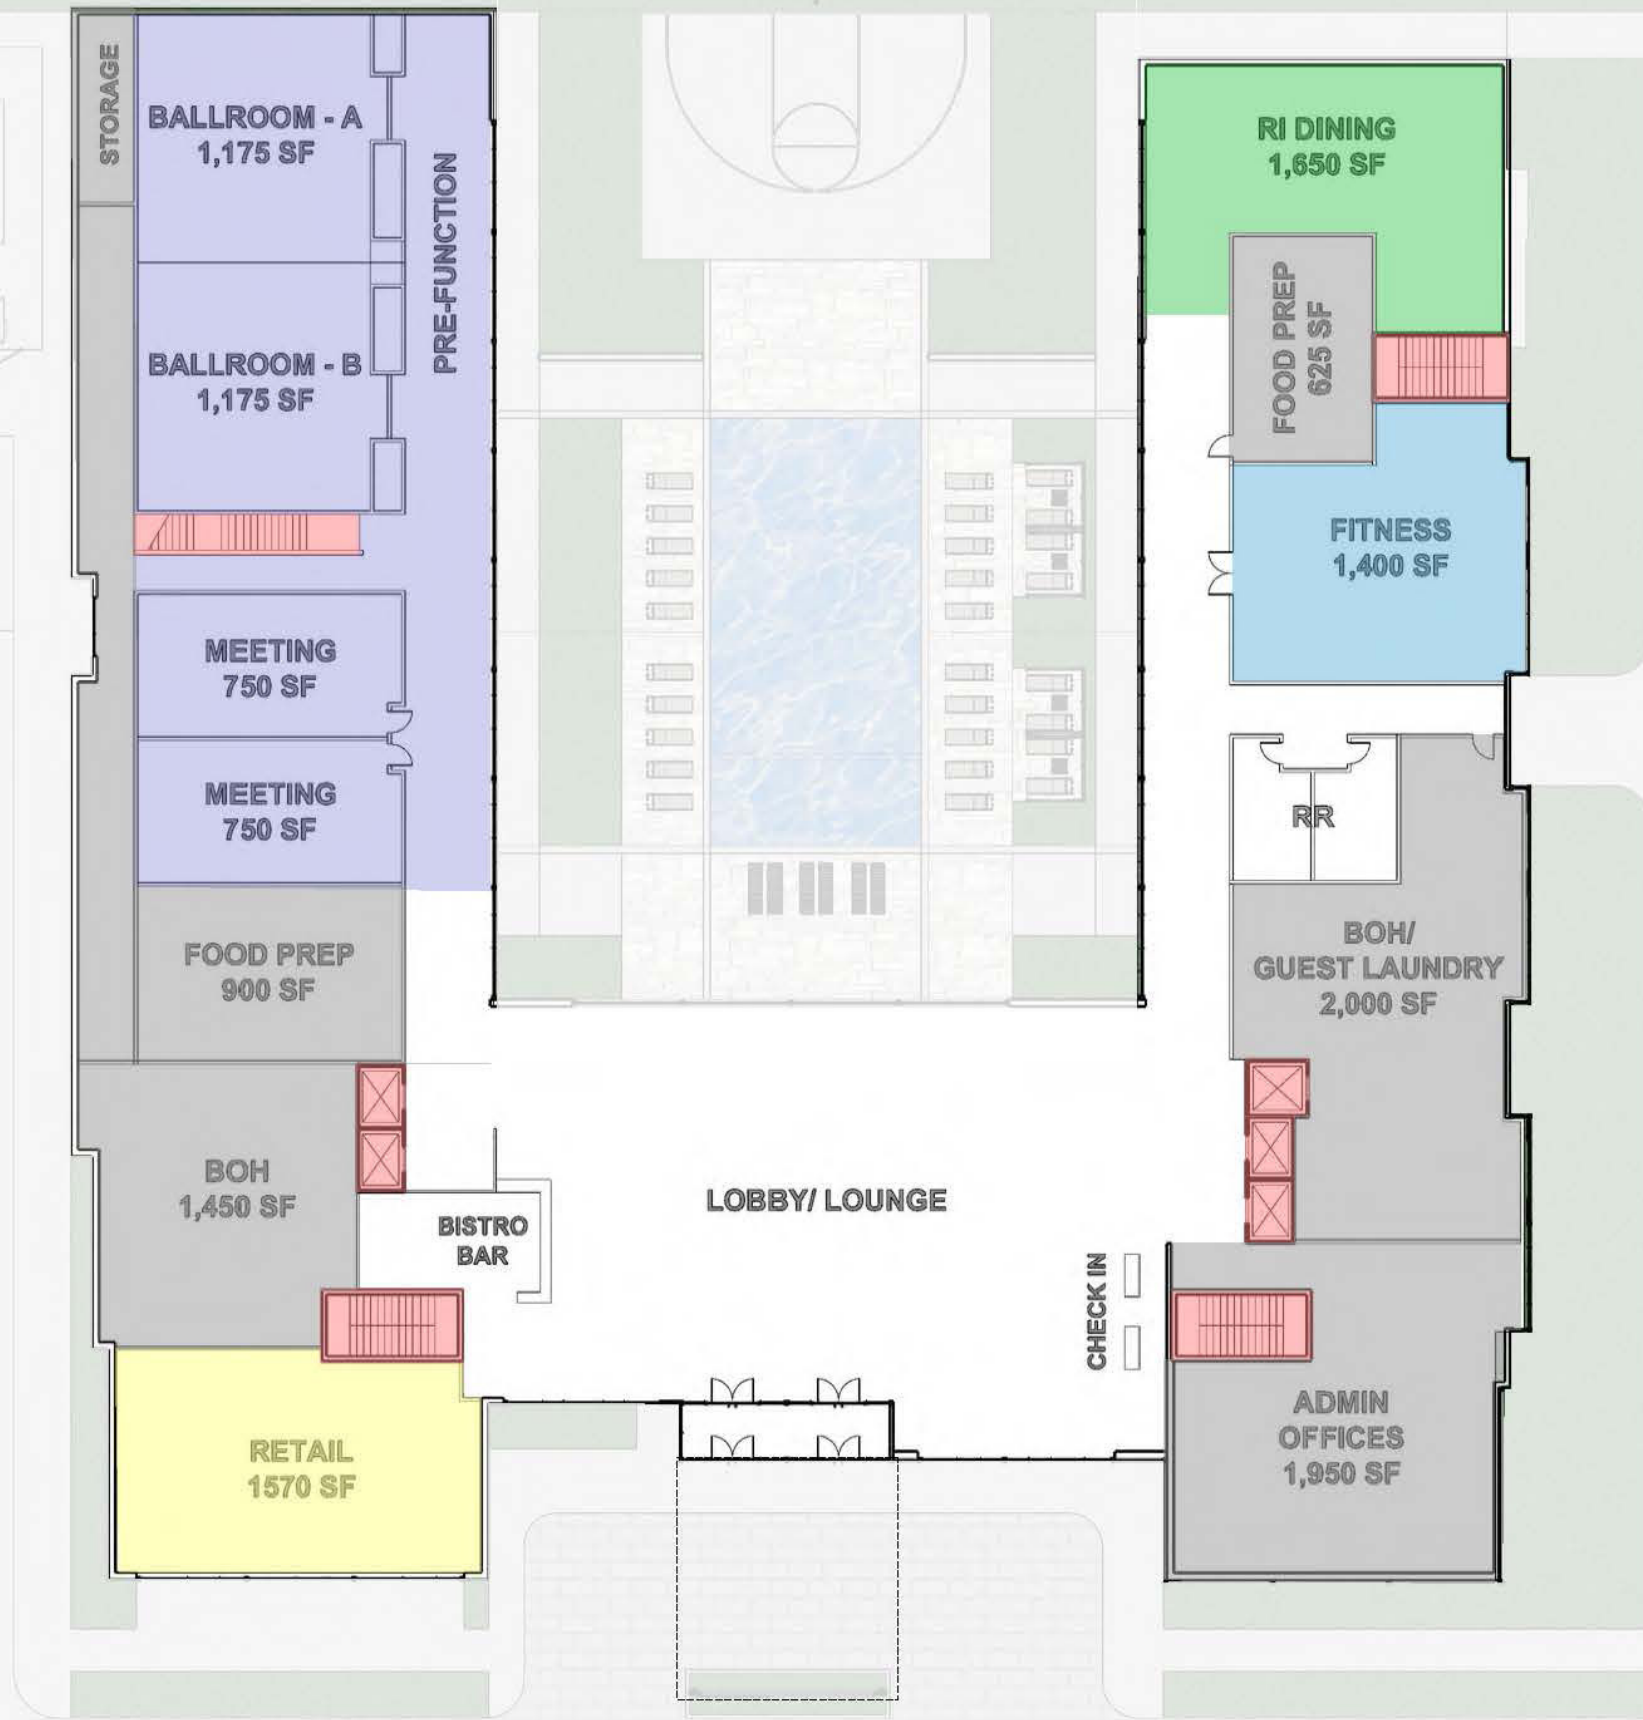 STORAGE
BALLROOM - A
1,175 SF
PRE-FUNCTION
BALLROOM - B
1,175 SF
MEETING
750 SF
MEETING
750 SF
FOOD PREP
900 SF
BOH
1,450 SF
BISTRO
BAR
RETAIL
1570 SF
LOBBY/ LOUNGE
CHECK IN
RI DINING
1,650 SF
FOOD PREP
625 SF
FITNESS
1,400 SF
RR
BOH/
GUEST LAUNDRY
2,000 SF
ADMIN
OFFICES
1,950 SF